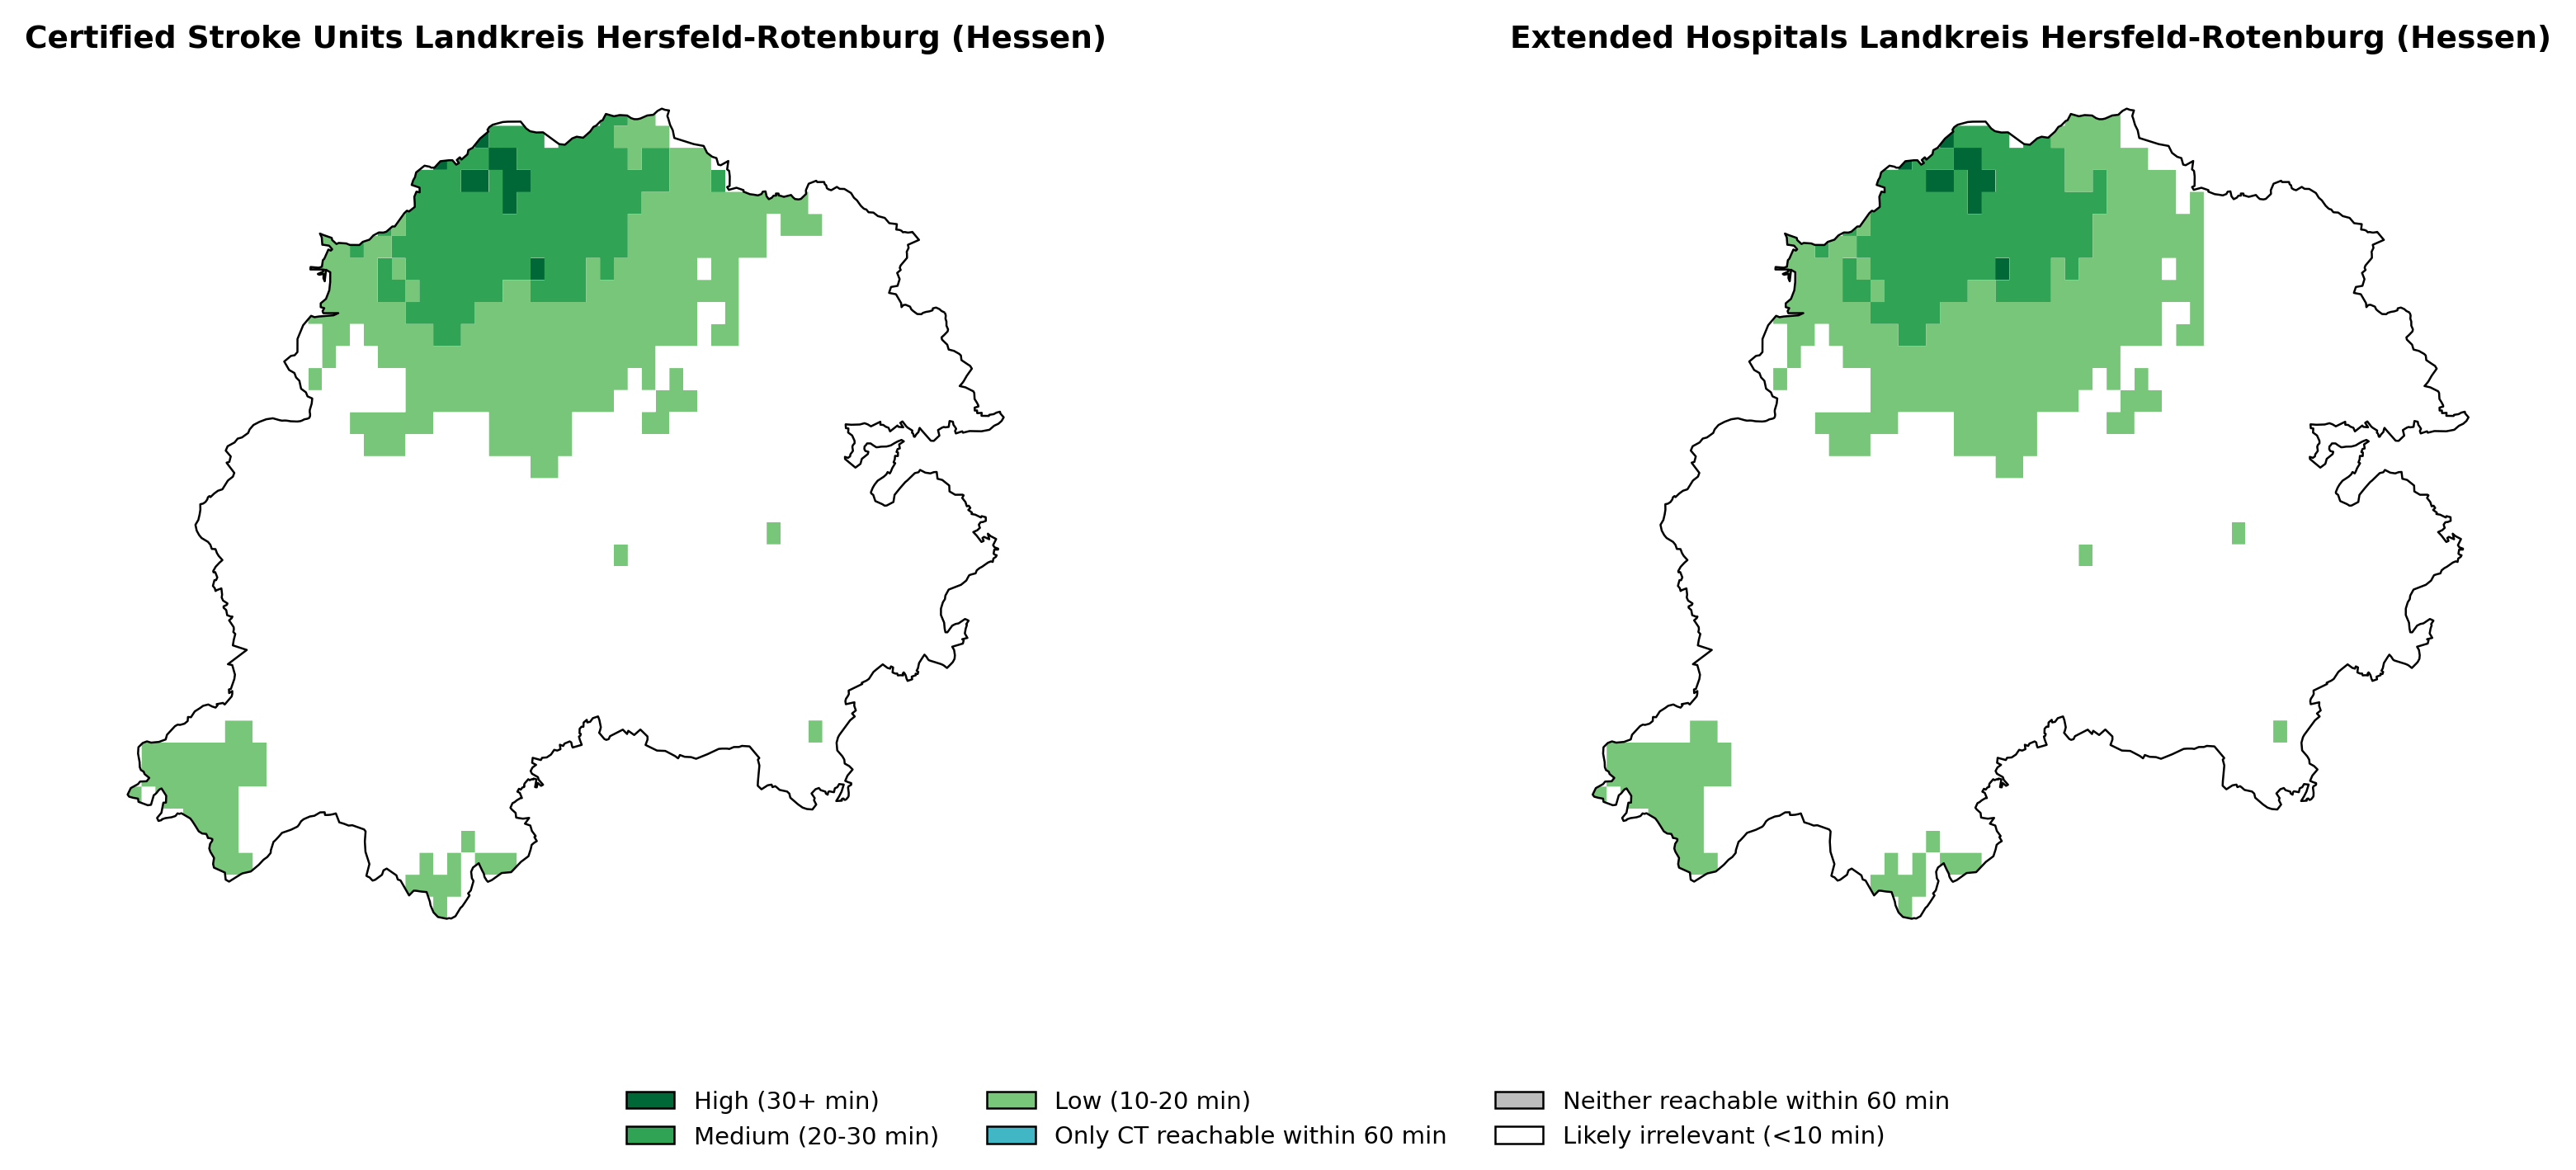 Certified Stroke Units Landkreis Hersfeld-Rotenburg (Hessen)
Extended Hospitals Landkreis Hersfeld-Rotenburg (Hessen)
High (30+ min)
Medium (20-30 min)
Low (10-20 min)
Only CT reachable within 60 min
Neither reachable within 60 min
Likely irrelevant (<10 min)